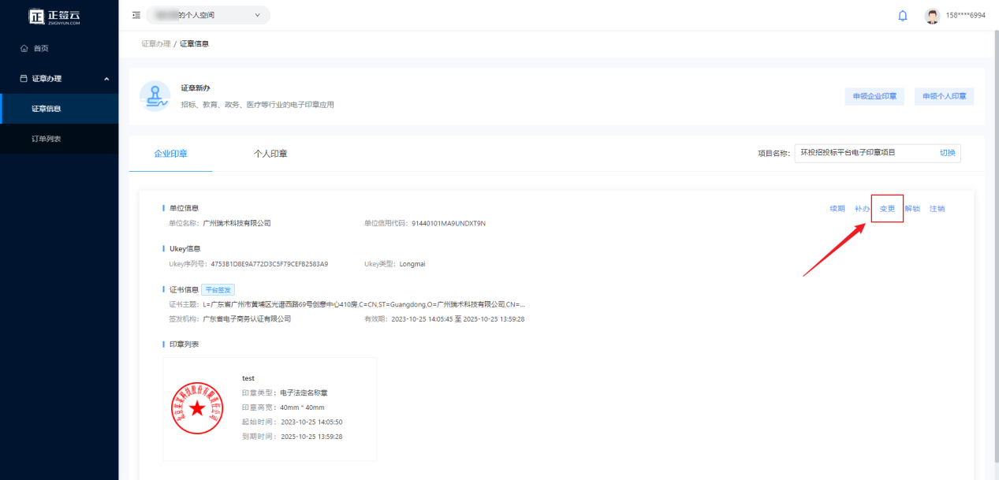 正签云
ZSIGNYUN.COM
的个人空间
158****6994
首页
证章办理
证章信息
订单列表
证章办理 / 证章信息
证章新办
招标、教育、政务、医疗等行业的电子印章应用
申领企业印章 申领个人印章
企业印章 个人印章
项目名称: 环投招投标平台电子印章项目 切换
单位信息
续期 补办 变更 解锁 注销
单位名称: 广州瑞术科技有限公司 单位信用代码: 91440101MA9UNDXT9N
Ukey信息
Ukey序列号: 4753B1D8E9A772D3C5F79CEFB2583A9 Ukey类型: Longmai
证书信息 平台签发
证书主题: L=广东省广州市黄埔区光谱西路69号创意中心410房,C=CN,ST=Guangdong,O=广州瑞术科技有限公司,CN=...
签发机构: 广东省电子商务认证有限公司 有效期: 2023-10-25 14:05:45 至 2025-10-25 13:59:28
印章列表
test
印章类型: 电子法定名称章
印章高宽: 40mm * 40mm
起始时间: 2023-10-25 14:05:50
到期时间: 2025-10-25 13:59:28